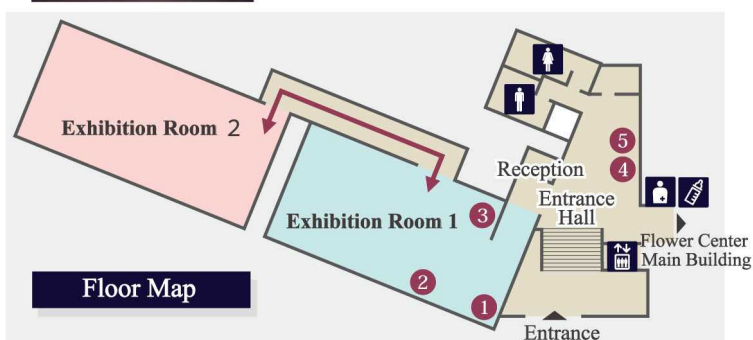 Exhibition Room 2
5
Reception
4
Entrance
Hall
3
Exhibition Room 1
Flower Center
Main Building
2
Floor Map
1
Entrance